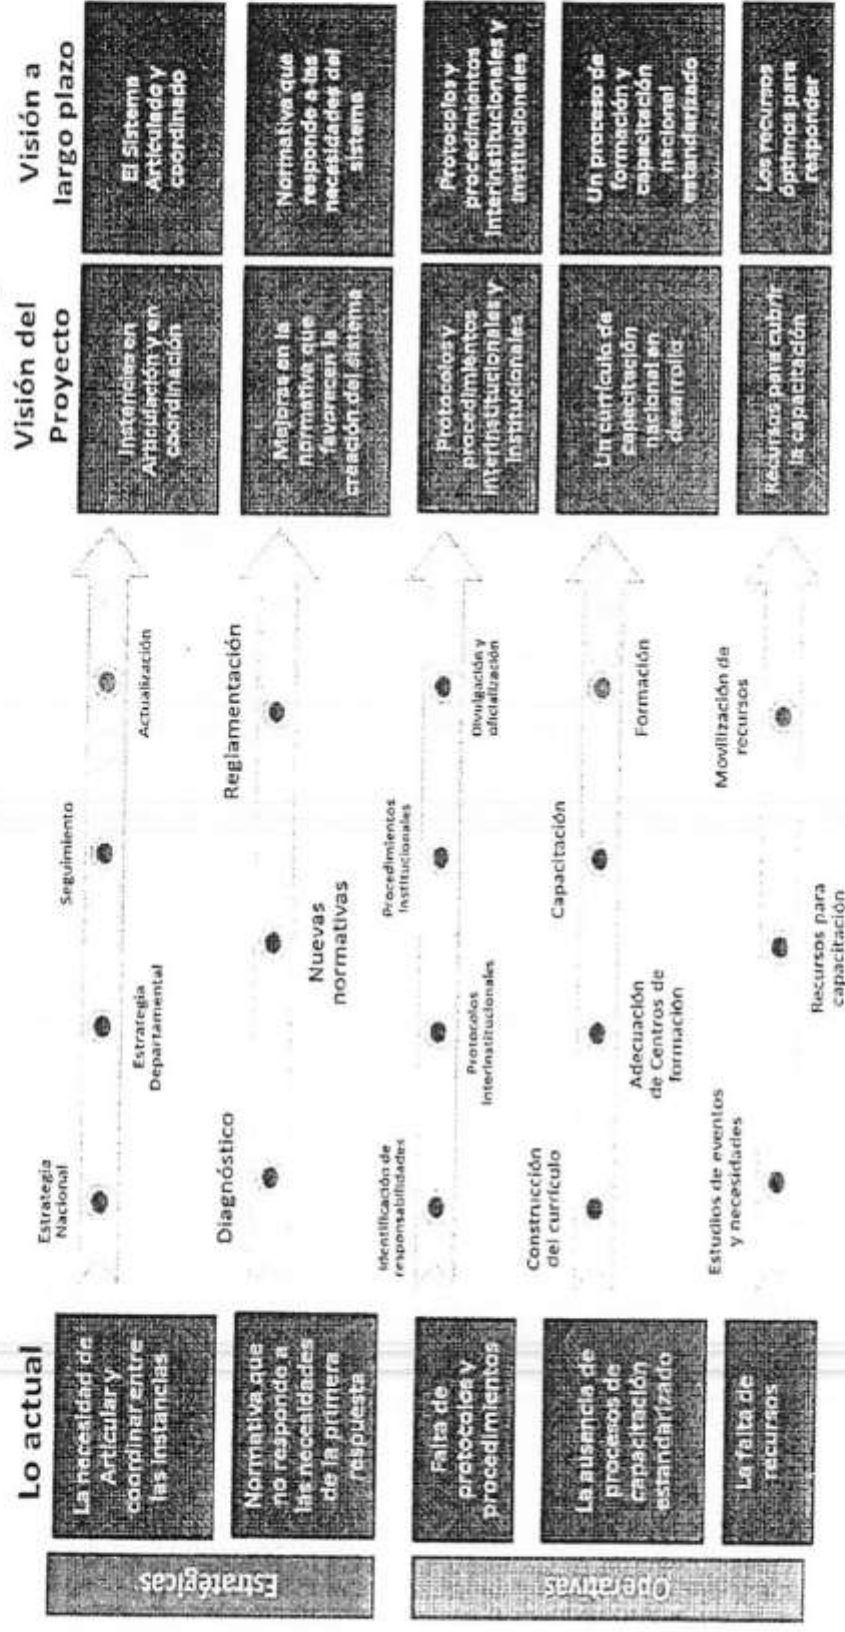 Lo actual
Visión del
Proyecto
Visión a
largo plazo
Estratégicas
La necesidad de
Articular y
coordinar entre
las Instancias
Estrategia
Nacional
Estrategia
Departamental
Seguimiento
Actualización
Instancias en
Articulación y en
coordinación
El Sistema
Articulado y
coordinado
Normativa que
no responde a
las necesidades
de la primera
respuesta
Diagnóstico
Nuevas
normativas
Reglamentación
Mejoras en la
normativa que
favorecen la
creación del sistema
Normativa que
responde a las
necesidades del
sistema
Operativas
Falta de
protocolos y
procedimientos
Identificación de
responsabilidades
Protocolos
Interinstitucionales
Procedimientos
Institucionales
Divulgación y
oficialización
Protocolos y
procedimientos
interinstitucionales y
institucionales
Protocolos y
procedimientos
interinstitucionales y
institucionales
La ausencia de
procesos de
capacitación
estandarizado
Construcción
del currículo
Adecuación
de Centros de
formación
Capacitación
Formación
Un currículo de
capacitación
nacional en
desarrollo
Un proceso de
formación y
capacitación
nacional
estandarizado
La falta de
recursos
Estudios de eventos
y necesidades
Recursos para
capacitación
Movilización de
recursos
Recursos para cubrir
la capacitación
Los recursos
óptimos para
responder